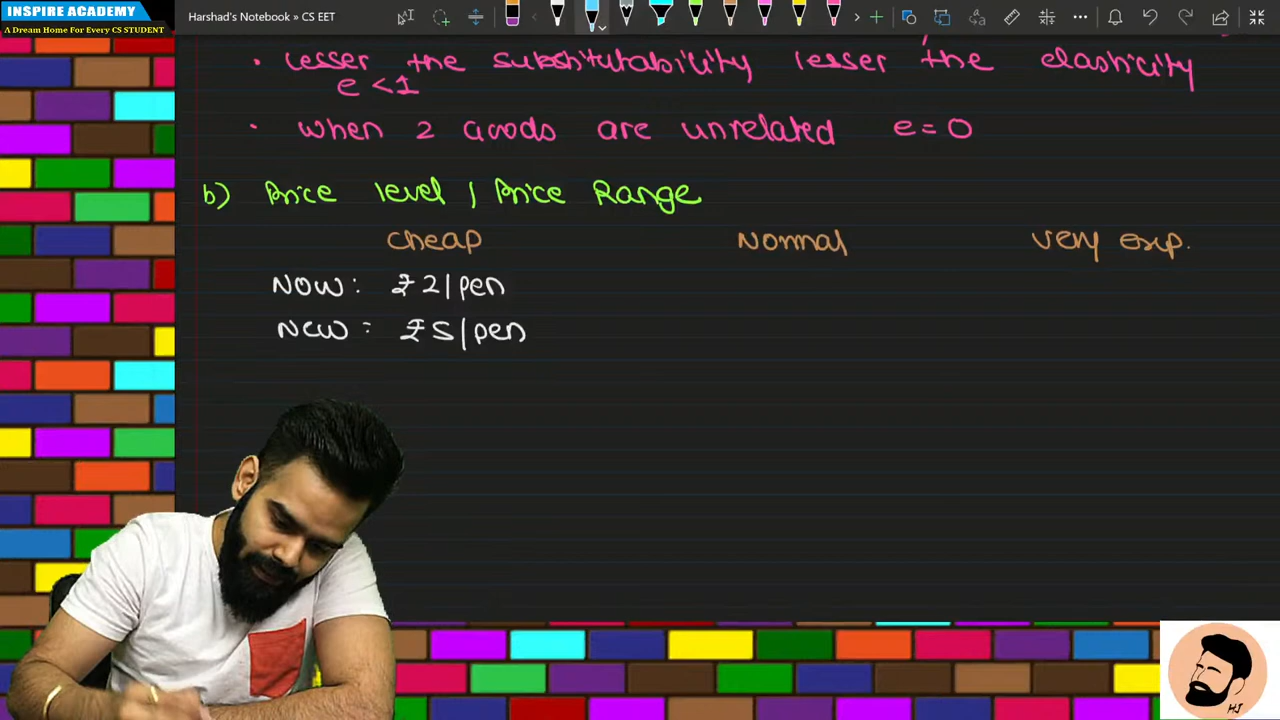 INSPIRE ACADEMY
A Dream Home For Every CS STUDENT
Harshad's Notebook » CS EET
• lesser the substitutability lesser the elasticity
e < 1
• when 2 goods are unrelated e = 0
b) Price level / Price Range
cheap Normal very exp.
Now: ₹ 2/pen
New: ₹ 5/pen
HJ